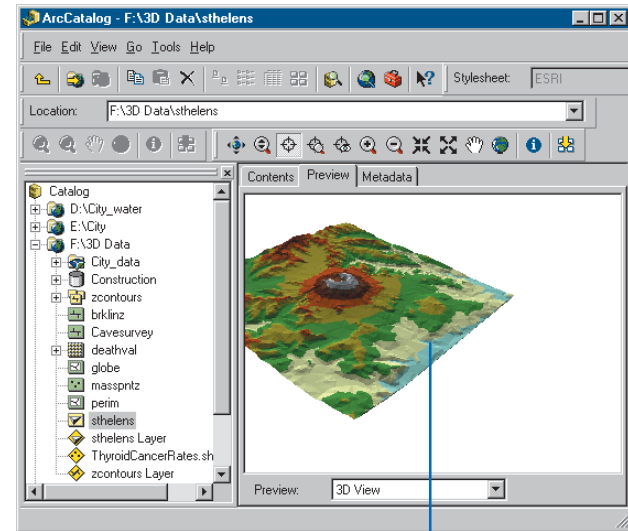 ArcCatalog - F:\3D Data\sthelens
File Edit View Go Tools Help
Stylesheet: ESRI
Location: F:\3D Data\sthelens
Contents Preview Metadata
Catalog
D:\City_water
E:\City
F:\3D Data
City_data
Construction
zcontours
brklinz
Cavesurvey
deathval
globe
masspntz
perim
sthelens
sthelens Layer
ThyroidCancerRates.sh
zcontours Layer
Preview: 3D View